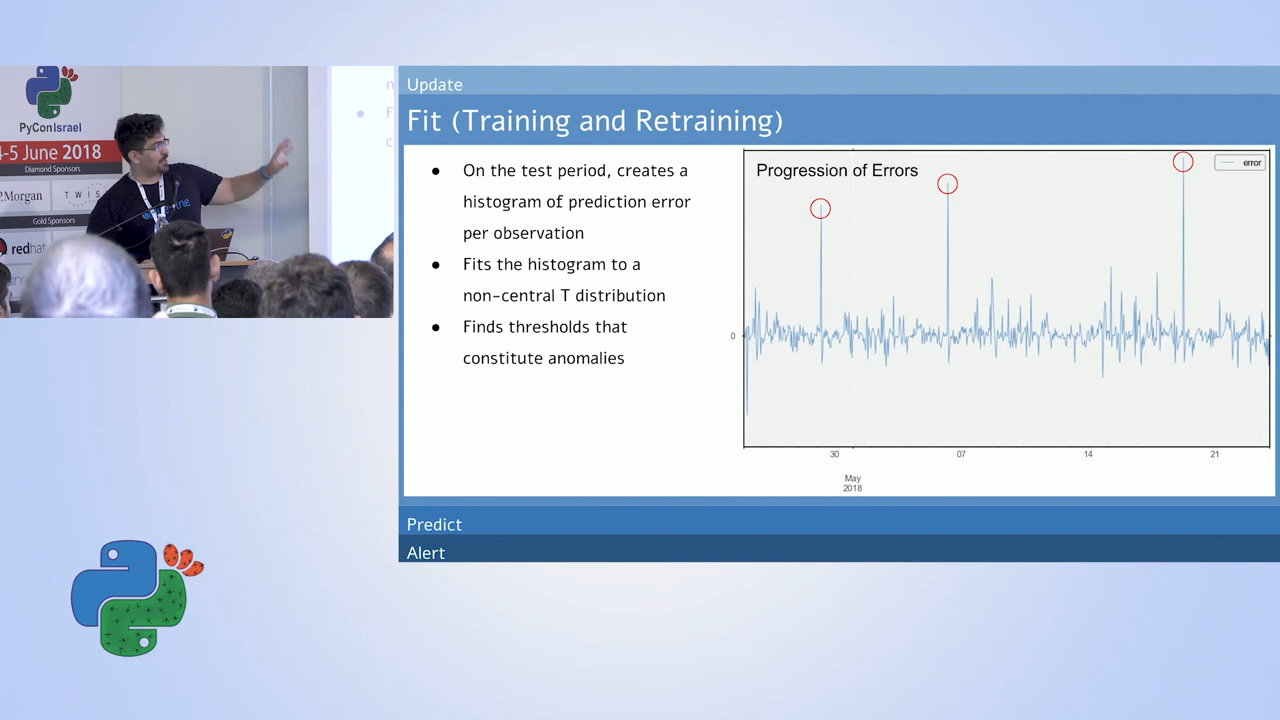 PyConIsrael
4-5 June 2018
Diamond Sponsors
P.Morgan
TWIS
Gold Sponsors
redhat
Update
Fit (Training and Retraining)
● On the test period, creates a
histogram of prediction error
per observation
● Fits the histogram to a
non-central T distribution
● Finds thresholds that
constitute anomalies
Progression of Errors
error
0
30
07
14
21
May
2018
Predict
Alert